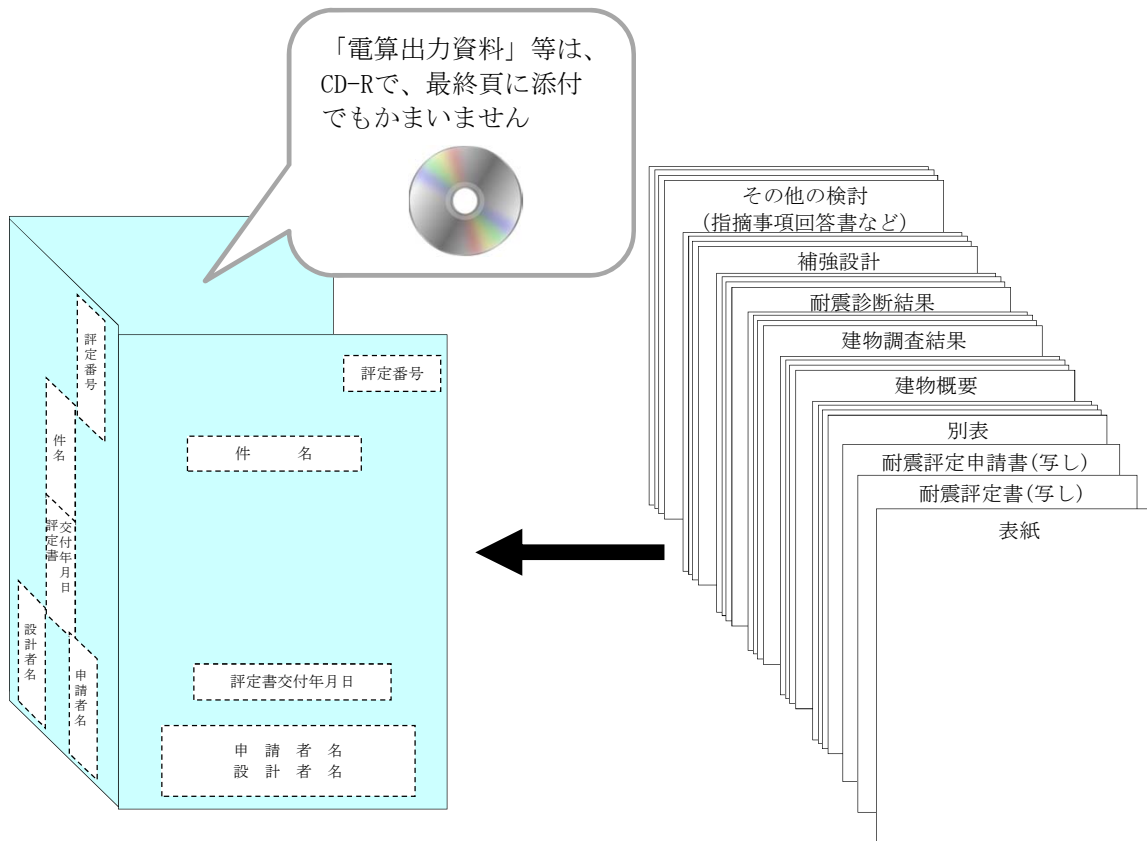 「電算出力資料」等は、
CD-Rで、最終頁に添付
でもかまいません
評定番号
件名
評定書
交付年月日
設計者名
申請者名
評定番号
件　　名
評定書交付年月日
申　請　者　名
設　計　者　名
その他の検討
(指摘事項回答書など)
補強設計
耐震診断結果
建物調査結果
建物概要
別表
耐震評定申請書(写し)
耐震評定書(写し)
表紙